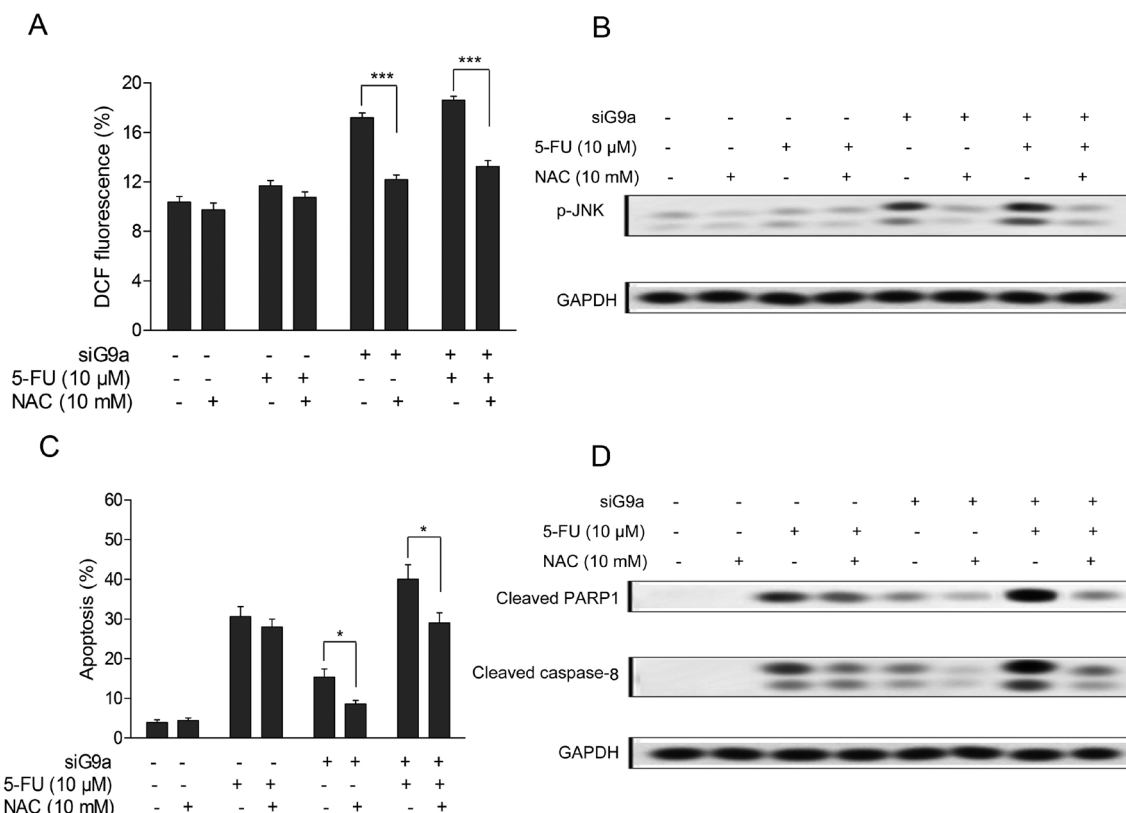 A
***
***
20
16
12
8
4
0
DCF fluorescence (%)
siG9a - - - - + + + +
5-FU (10 µM) - - + + - - + +
NAC (10 mM) - + - + - + - +
B
siG9a - - - - + + + +
5-FU (10 µM) - - + + - - + +
NAC (10 mM) - + - + - + - +
p-JNK
GAPDH
C
60
50
40
30
20
10
0
Apoptosis (%)
*
*
siG9a - - - - + + + +
5-FU (10 µM) - - + + - - + +
NAC (10 mM) - + - + - + - +
D
siG9a - - - - + + + +
5-FU (10 µM) - - + + - - + +
NAC (10 mM) - + - + - + - +
Cleaved PARP1
Cleaved caspase-8
GAPDH